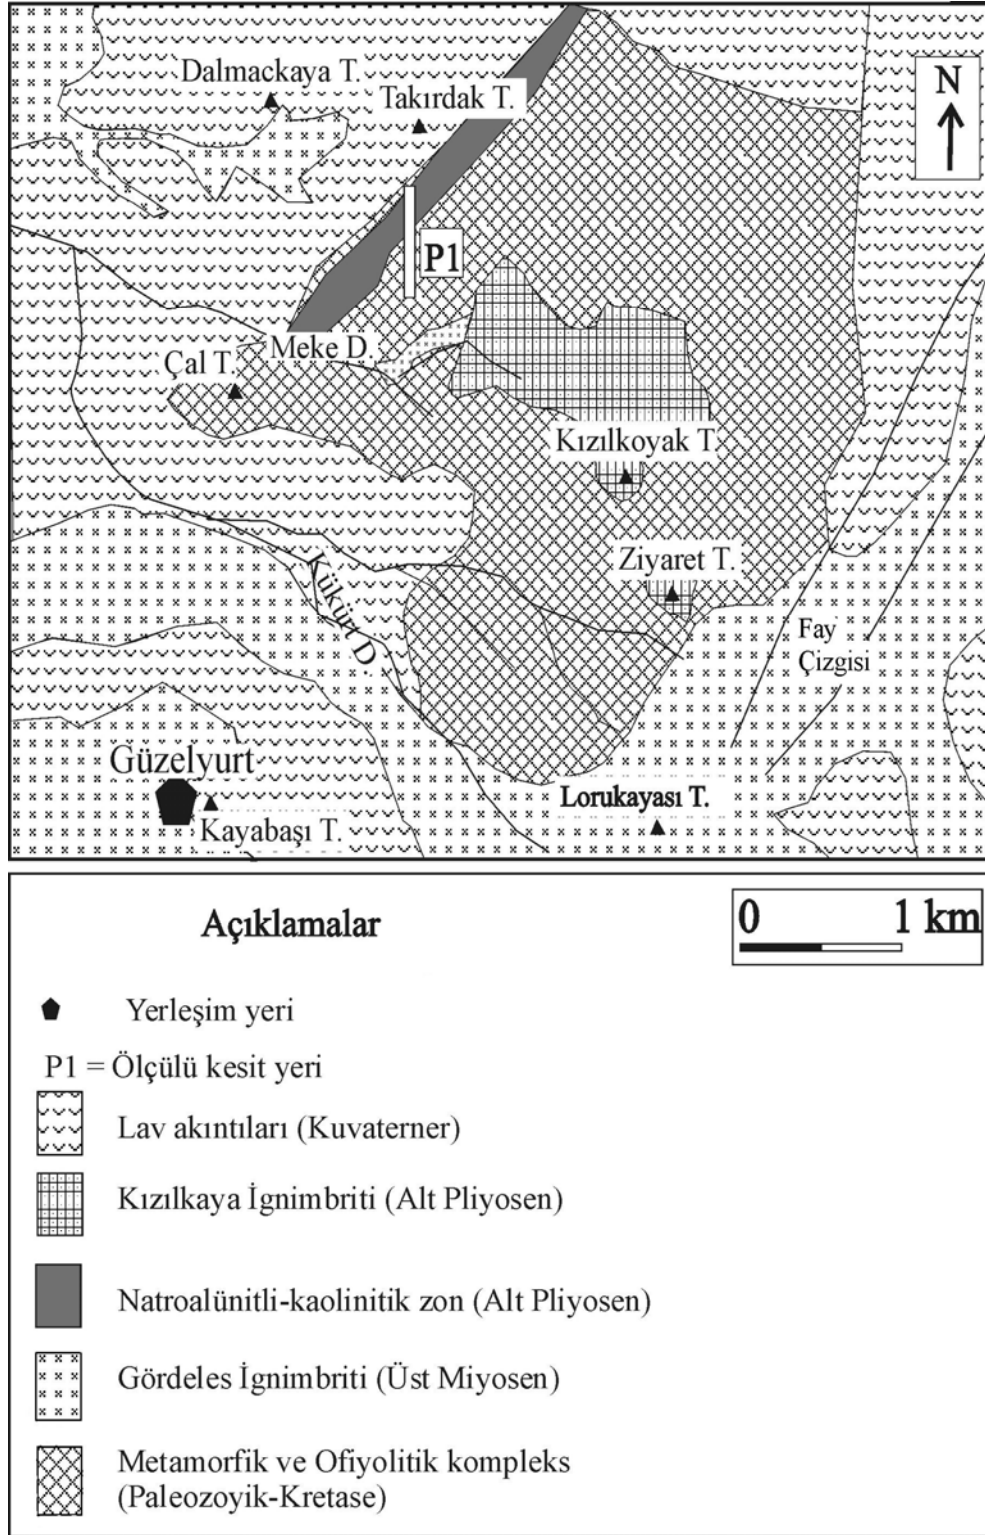 Dalmackaya T.
Takırdak T.
N
P1
Meke D.
Çal T.
Kızılkoyak T
Ziyaret T.
Kükürt D.
Fay
Çizgisi
Güzelyurt
Lorukayası T.
Kayabaşı T.
Açıklamalar
0 1 km
Yerleşim yeri
P1 = Ölçülü kesit yeri
Lav akıntıları (Kuvaterner)
Kızılkaya İgnimbriti (Alt Pliyosen)
Natroalünitli-kaolinitik zon (Alt Pliyosen)
Gördeles İgnimbriti (Üst Miyosen)
Metamorfik ve Ofiyolitik kompleks
(Paleozoyik-Kretase)